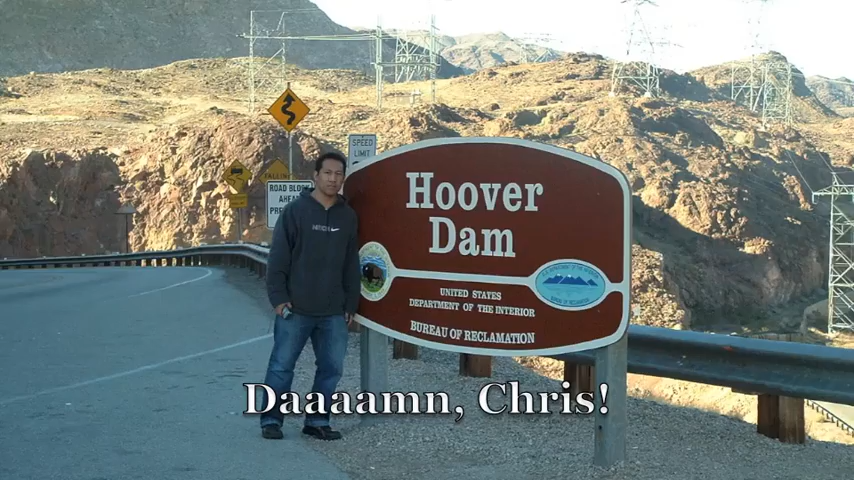 SPEED
LIMIT
ROAD BLOCK
AHEAD
Hoover
Dam
UNITED STATES
DEPARTMENT OF THE INTERIOR
BUREAU OF RECLAMATION
Daaaamn, Chris!